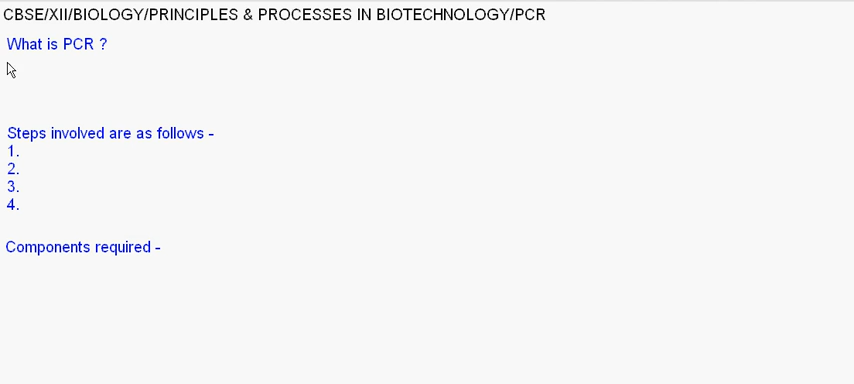 CBSE/XII/BIOLOGY/PRINCIPLES & PROCESSES IN BIOTECHNOLOGY/PCR
What is PCR ?
Steps involved are as follows -
1.
2.
3.
4.
Components required -